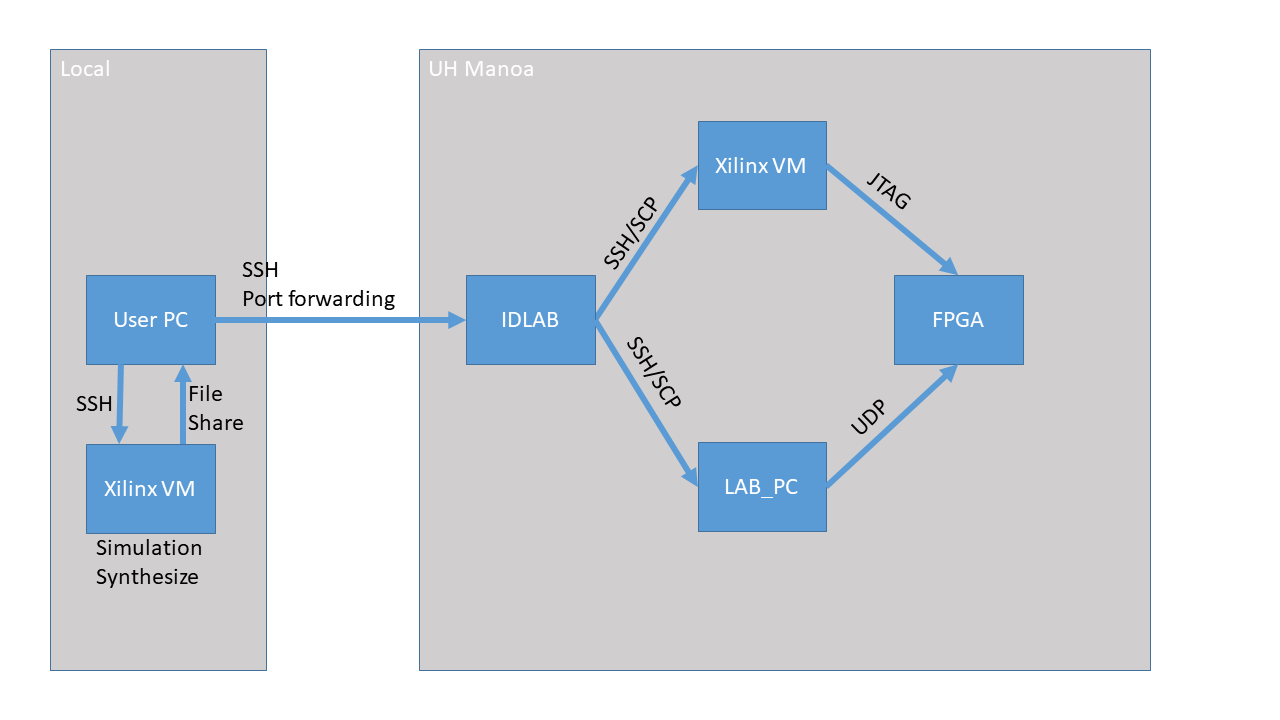 Local
UH Manoa
Xilinx VM
JTAG
SSH/SCP
SSH
Port forwarding
User PC
IDLAB
FPGA
SSH/SCP
SSH
File
Share
UDP
Xilinx VM
LAB_PC
Simulation
Synthesize